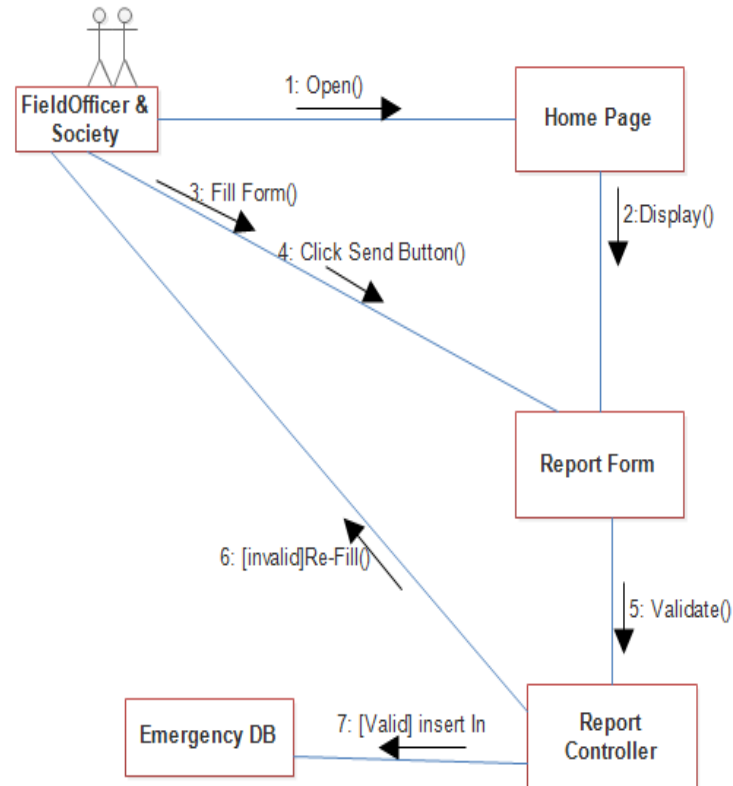 FieldOfficer &
Society
1: Open()
Home Page
2:Display()
3: Fill Form()
4: Click Send Button()
Report Form
6: [invalid]Re-Fill()
5: Validate()
Emergency DB
7: [Valid] insert In
Report
Controller